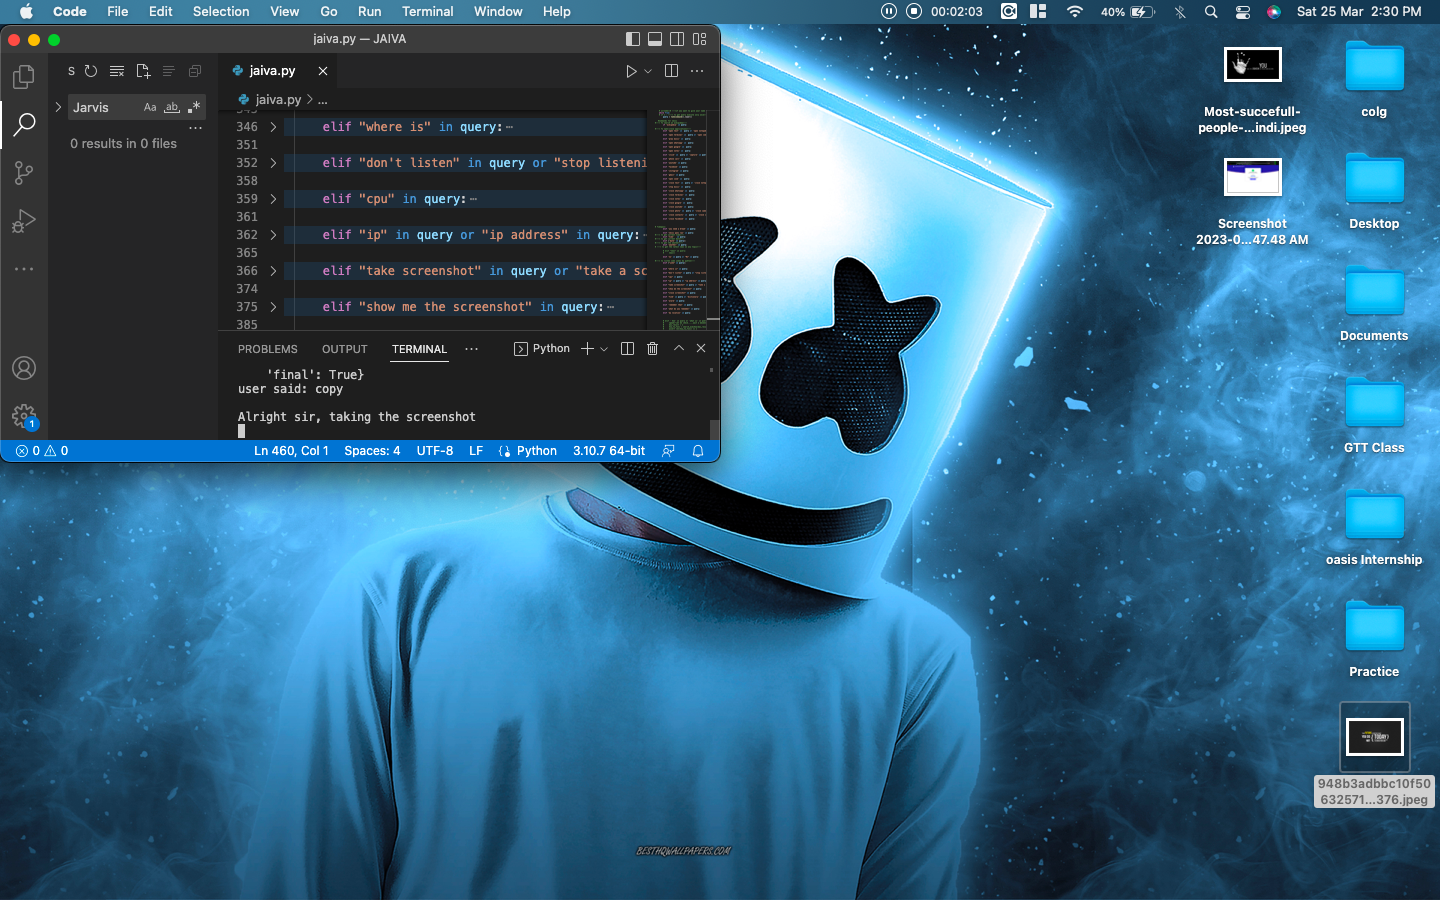 Code File Edit Selection View Go Run Terminal Window Help 00:02:03 40% Sat 25 Mar 2:30 PM
jaiva.py — JAIVA
S
jaiva.py
jaiva.py > ...
Jarvis Aa ab
0 results in 0 files
345
346 elif "where is" in query:
351
352 elif "don't listen" in query or "stop listeni
358
359 elif "cpu" in query:
361
362 elif "ip" in query or "ip address" in query:
365
366 elif "take screenshot" in query or "take a sc
374
375 elif "show me the screenshot" in query:
385
PROBLEMS OUTPUT TERMINAL ... Python
'final': True}
user said: copy
Alright sir, taking the screenshot
1
0 0 Ln 460, Col 1 Spaces: 4 UTF-8 LF Python 3.10.7 64-bit
YOU
Most-succefull-
people-...indi.jpeg
colg
Screenshot
2023-0...47.48 AM
Desktop
Documents
GTT Class
oasis Internship
Practice
TODAY
948b3adbbc10f50
632571...376.jpeg
BESTHQWALLPAPERS.COM